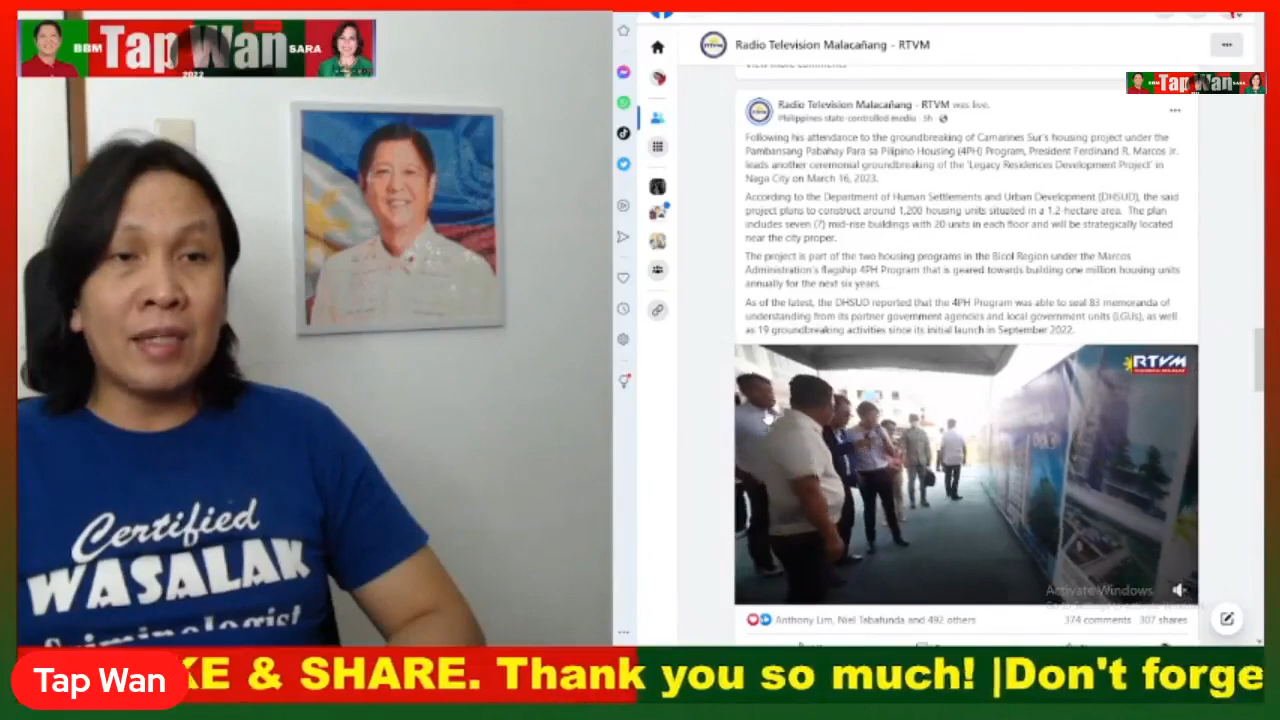 BBM Tap Wan SARA
2022
Radio Television Malacañang - RTVM
View more comments
BBM Tap Wan SARA
Radio Television Malacañang - RTVM was live.
Philippines state-controlled media · 5h
Following his attendance to the groundbreaking of Camarines Sur's housing project under the
Pambansang Pabahay Para sa Pilipino Housing (4PH) Program, President Ferdinand R. Marcos Jr.
leads another ceremonial groundbreaking of the 'Legacy Residences Development Project' in
Naga City on March 16, 2023.
According to the Department of Human Settlements and Urban Development (DHSUD), the said
project plans to construct around 1,200 housing units situated in a 1.2-hectare area. The plan
includes seven (7) mid-rise buildings with 20 units in each floor and will be strategically located
near the city proper.
The project is part of the two housing programs in the Bicol Region under the Marcos
Administration's flagship 4PH Program that is geared towards building one million housing units
annually for the next six years.
As of the latest, the DHSUD reported that the 4PH Program was able to seal 83 memoranda of
understanding from its partner government agencies and local government units (LGUs), as well
as 19 groundbreaking activities since its initial launch in September 2022.
RTVM
Activate Windows
Anthony Lim, Niel Tabafunda and 492 others
374 comments 307 shares
Certified
WASALAK
Criminologist
Tap Wan
KE & SHARE. Thank you so much! |Don't forge